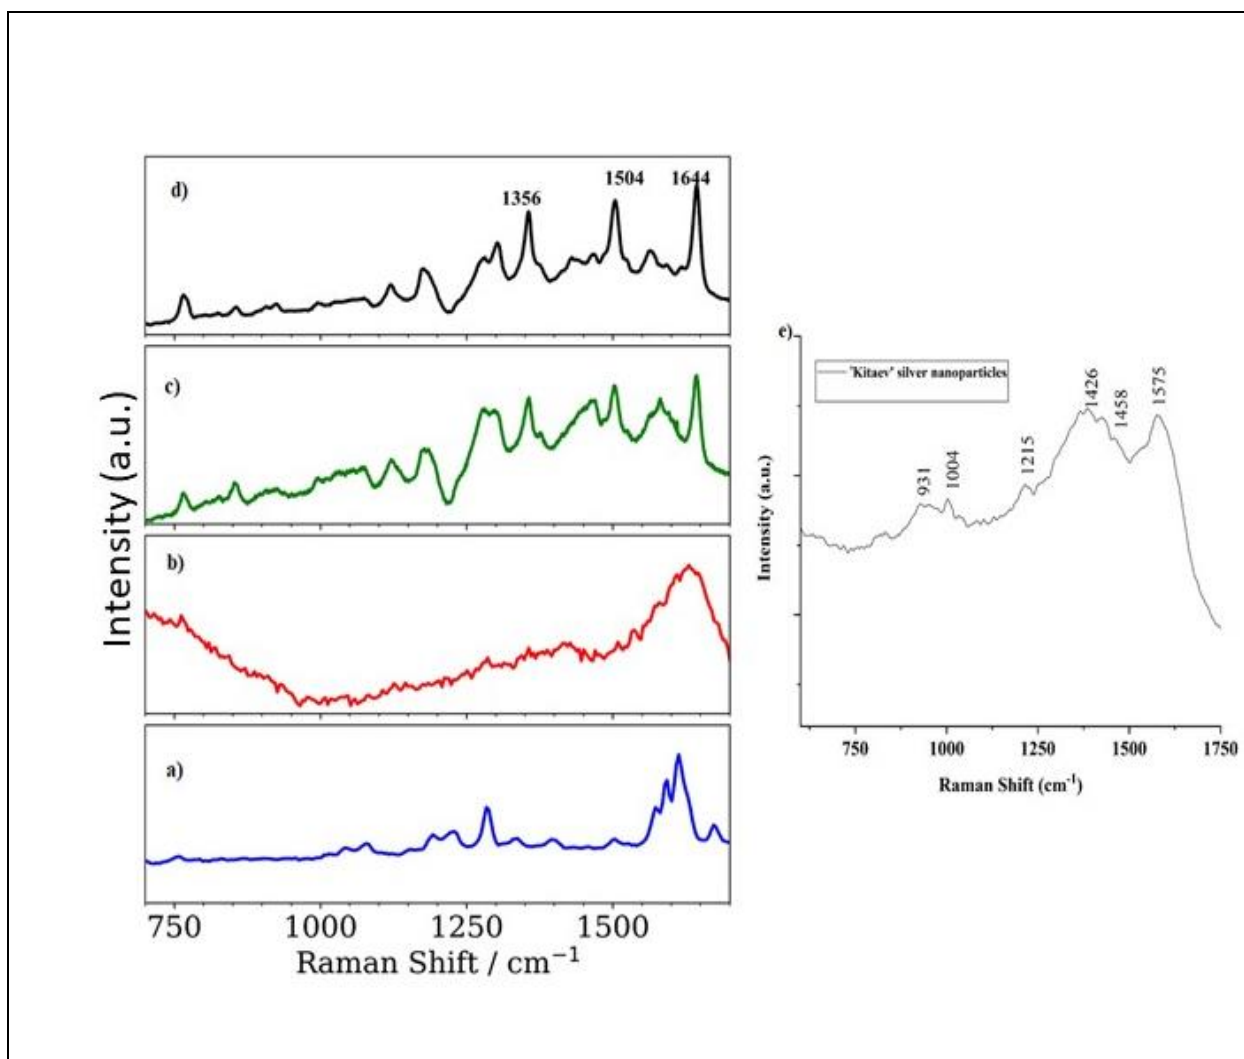 d)
1356
1504
1644
c)
b)
a)
Intensity (a.u.)
750
1000
1250
1500
Raman Shift / cm⁻¹
e)
'Kitaev' silver nanoparticles
931
1004
1215
1426
1458
1575
Intensity (a.u.)
750
1000
1250
1500
1750
Raman Shift (cm⁻¹)